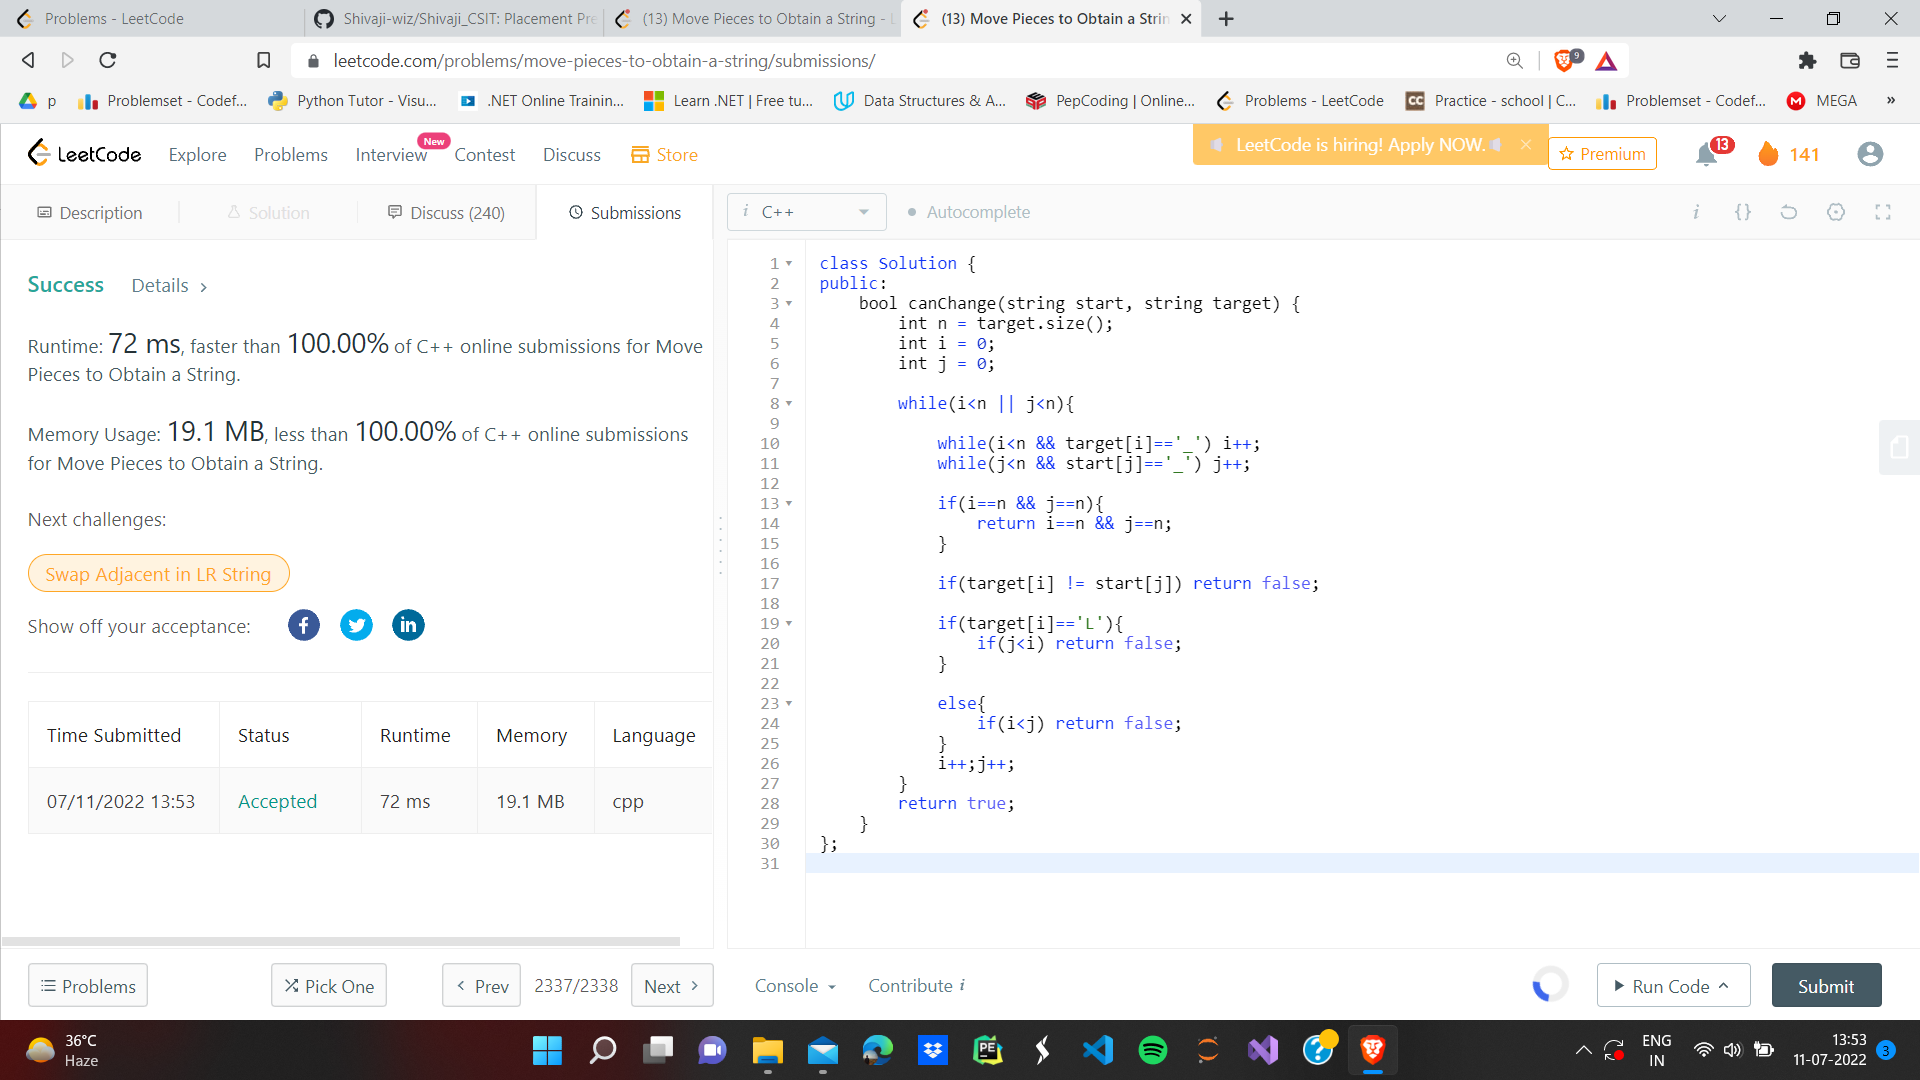 Problems - LeetCode
Shivaji-wiz/Shivaji_CSIT: Placement Pre
(13) Move Pieces to Obtain a String - L
(13) Move Pieces to Obtain a Strin
leetcode.com/problems/move-pieces-to-obtain-a-string/submissions/
9
p
Problemset - Codef...
Python Tutor - Visu...
.NET Online Trainin...
Learn .NET | Free tu...
Data Structures & A...
PepCoding | Online...
Problems - LeetCode
CC
Practice - school | C...
Problemset - Codef...
M
MEGA
»
LeetCode
Explore
Problems
Interview
New
Contest
Discuss
Store
LeetCode is hiring! Apply NOW.
Premium
13
141
Description
Solution
Discuss (240)
Submissions
i C++
Autocomplete
i {}
Success Details >
Runtime: 72 ms, faster than 100.00% of C++ online submissions for Move
Pieces to Obtain a String.
Memory Usage: 19.1 MB, less than 100.00% of C++ online submissions
for Move Pieces to Obtain a String.
Next challenges:
Swap Adjacent in LR String
Show off your acceptance:
Time Submitted Status Runtime Memory Language
07/11/2022 13:53 Accepted 72 ms 19.1 MB cpp
1 class Solution {
2 public:
3 bool canChange(string start, string target) {
4 int n = target.size();
5 int i = 0;
6 int j = 0;
7
8 while(i<n || j<n){
9
10 while(i<n && target[i]=='_') i++;
11 while(j<n && start[j]=='_') j++;
12
13 if(i==n && j==n){
14 return i==n && j==n;
15 }
16
17 if(target[i] != start[j]) return false;
18
19 if(target[i]=='L'){
20 if(j<i) return false;
21 }
22
23 else{
24 if(i<j) return false;
25 }
26 i++;j++;
27 }
28 return true;
29 }
30 };
31
Problems
Pick One
< Prev
2337/2338
Next >
Console
Contribute i
Run Code
Submit
36°C
Haze
PE
ENG
IN
13:53
11-07-2022
3